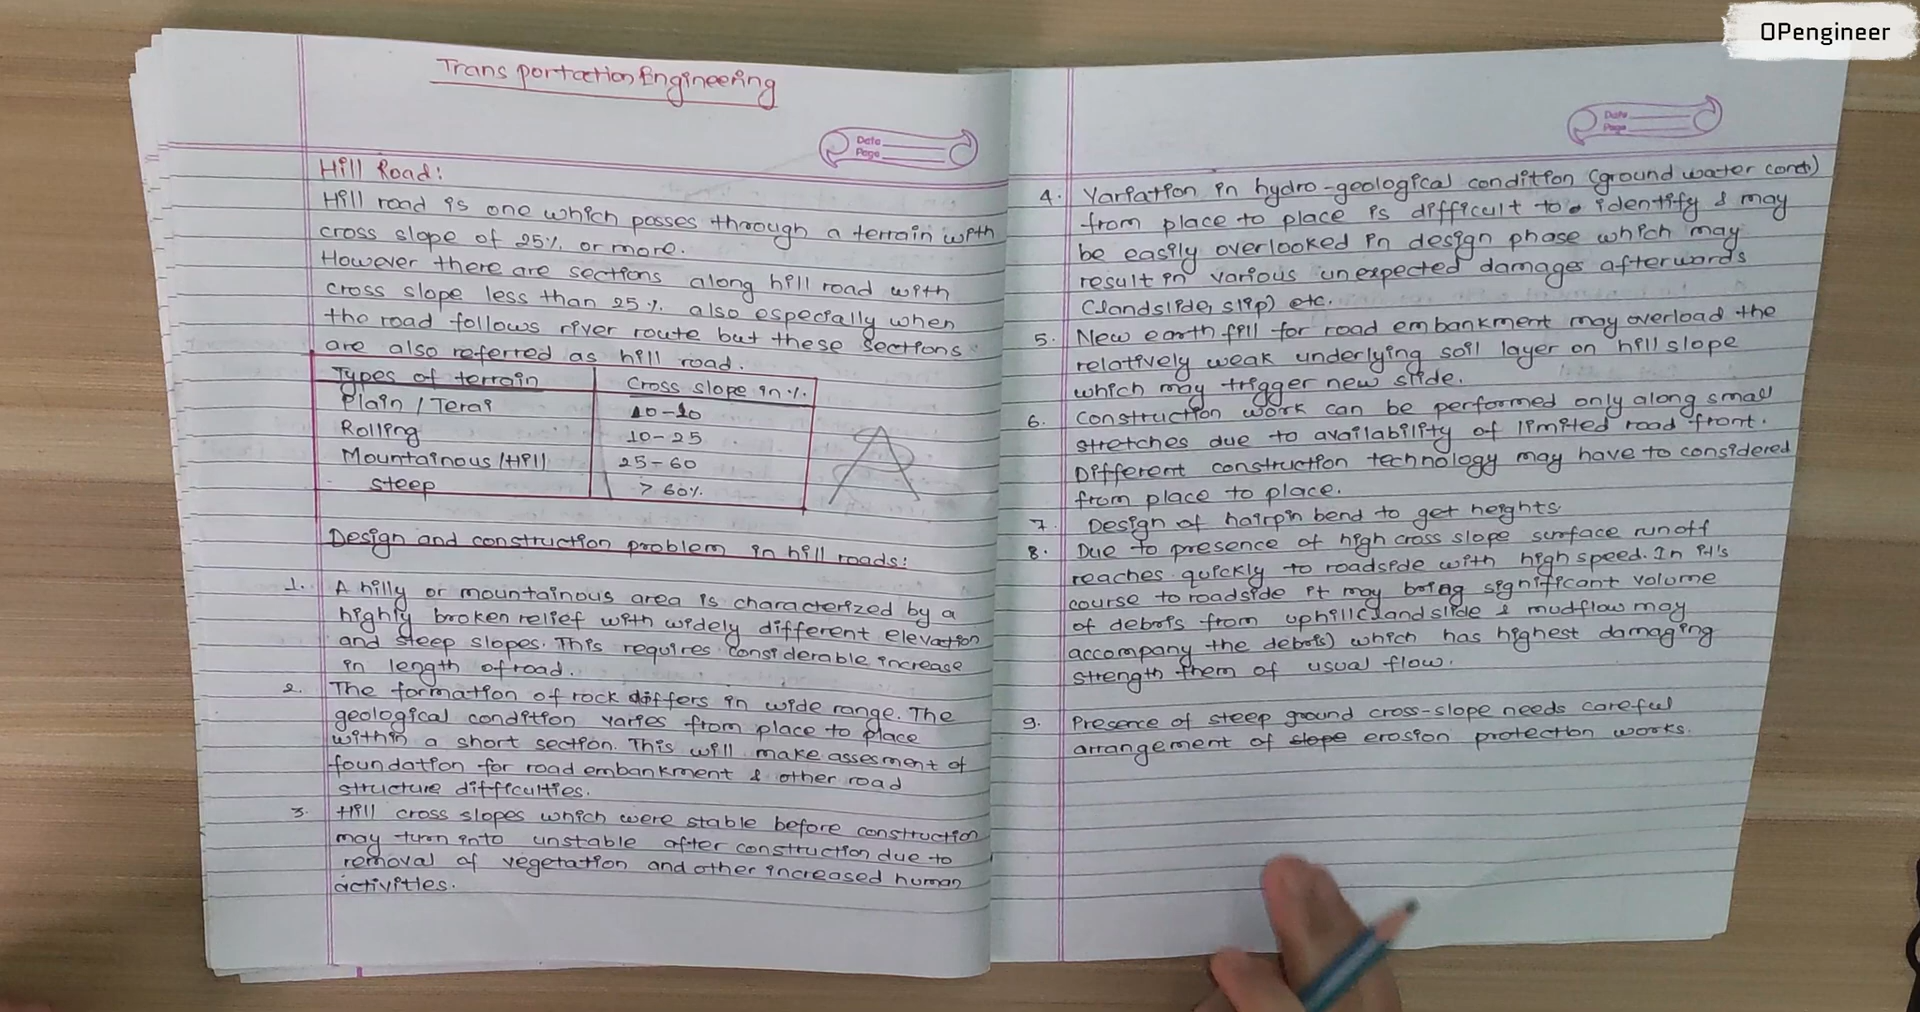 OPengineer
Transportation Engineering
Date
Page
Hill Road:
Hill road is one which passes through a terrain with
cross slope of 25% or more.
However there are sections along hill road with
cross slope less than 25% also especially when
the road follows river route but these sections
are also referred as hill road.
Types of terrain Cross slope in %.
Plain / Terai 10-10
Rolling 10-25
Mountainous/Hill 25-60
steep > 60%
Design and construction problem in hill roads:
1. A hilly or mountainous area is characterized by a
highly broken relief with widely different elevation
and steep slopes. This requires considerable increase
in length of road.
2. The formation of rock differs in wide range. The
geological condition varies from place to place
within a short section. This will make assesment of
foundation for road embankment & other road
structure difficulties.
3. Hill cross slopes which were stable before construction
may turn into unstable after construction due to
removal of vegetation and other increased human
activities.
Date
Page
4. Variation in hydro-geological condition (ground water cond)
from place to place is difficult to identify & may
be easily overlooked in design phase which may
result in various unexpected damages afterwards
(landslide, slip) etc.
5. New earth fill for road embankment may overload the
relatively weak underlying soil layer on hill slope
which may trigger new slide.
6. Construction work can be performed only along small
stretches due to availability of limited road front.
Different construction technology may have to considered
from place to place.
7. Design of hairpin bend to get heights.
8. Due to presence of high cross slope surface runoff
reaches quickly to roadside with high speed. In it's
course to roadside it may bring significant volume
of debris from uphill (landslide & mudflow may
accompany the debris) which has highest damaging
strength them of usual flow.
9. Presence of steep ground cross-slope needs careful
arrangement of slope erosion protection works.